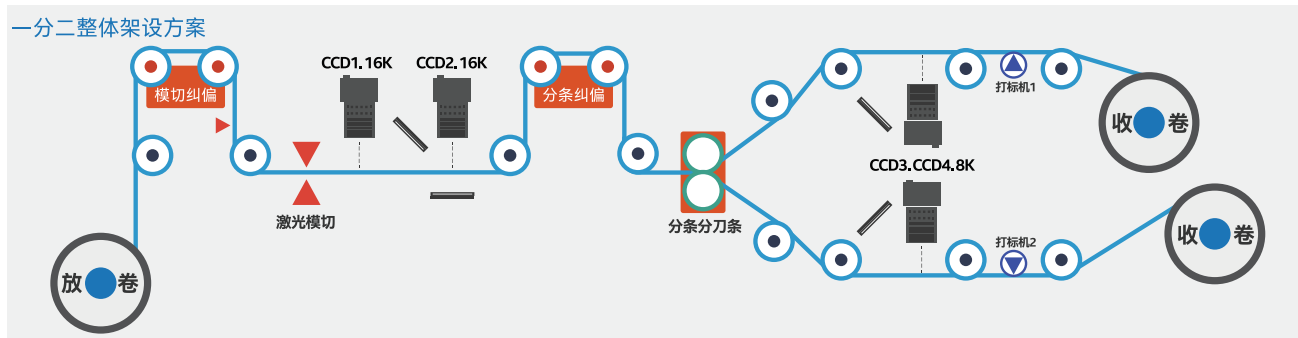 一分二整体架设方案
CCD1.16K
CCD2.16K
模切纠偏
分条纠偏
打标机1
收卷
CCD3.CCD4.8K
激光模切
分条分刀条
打标机2
收卷
放卷